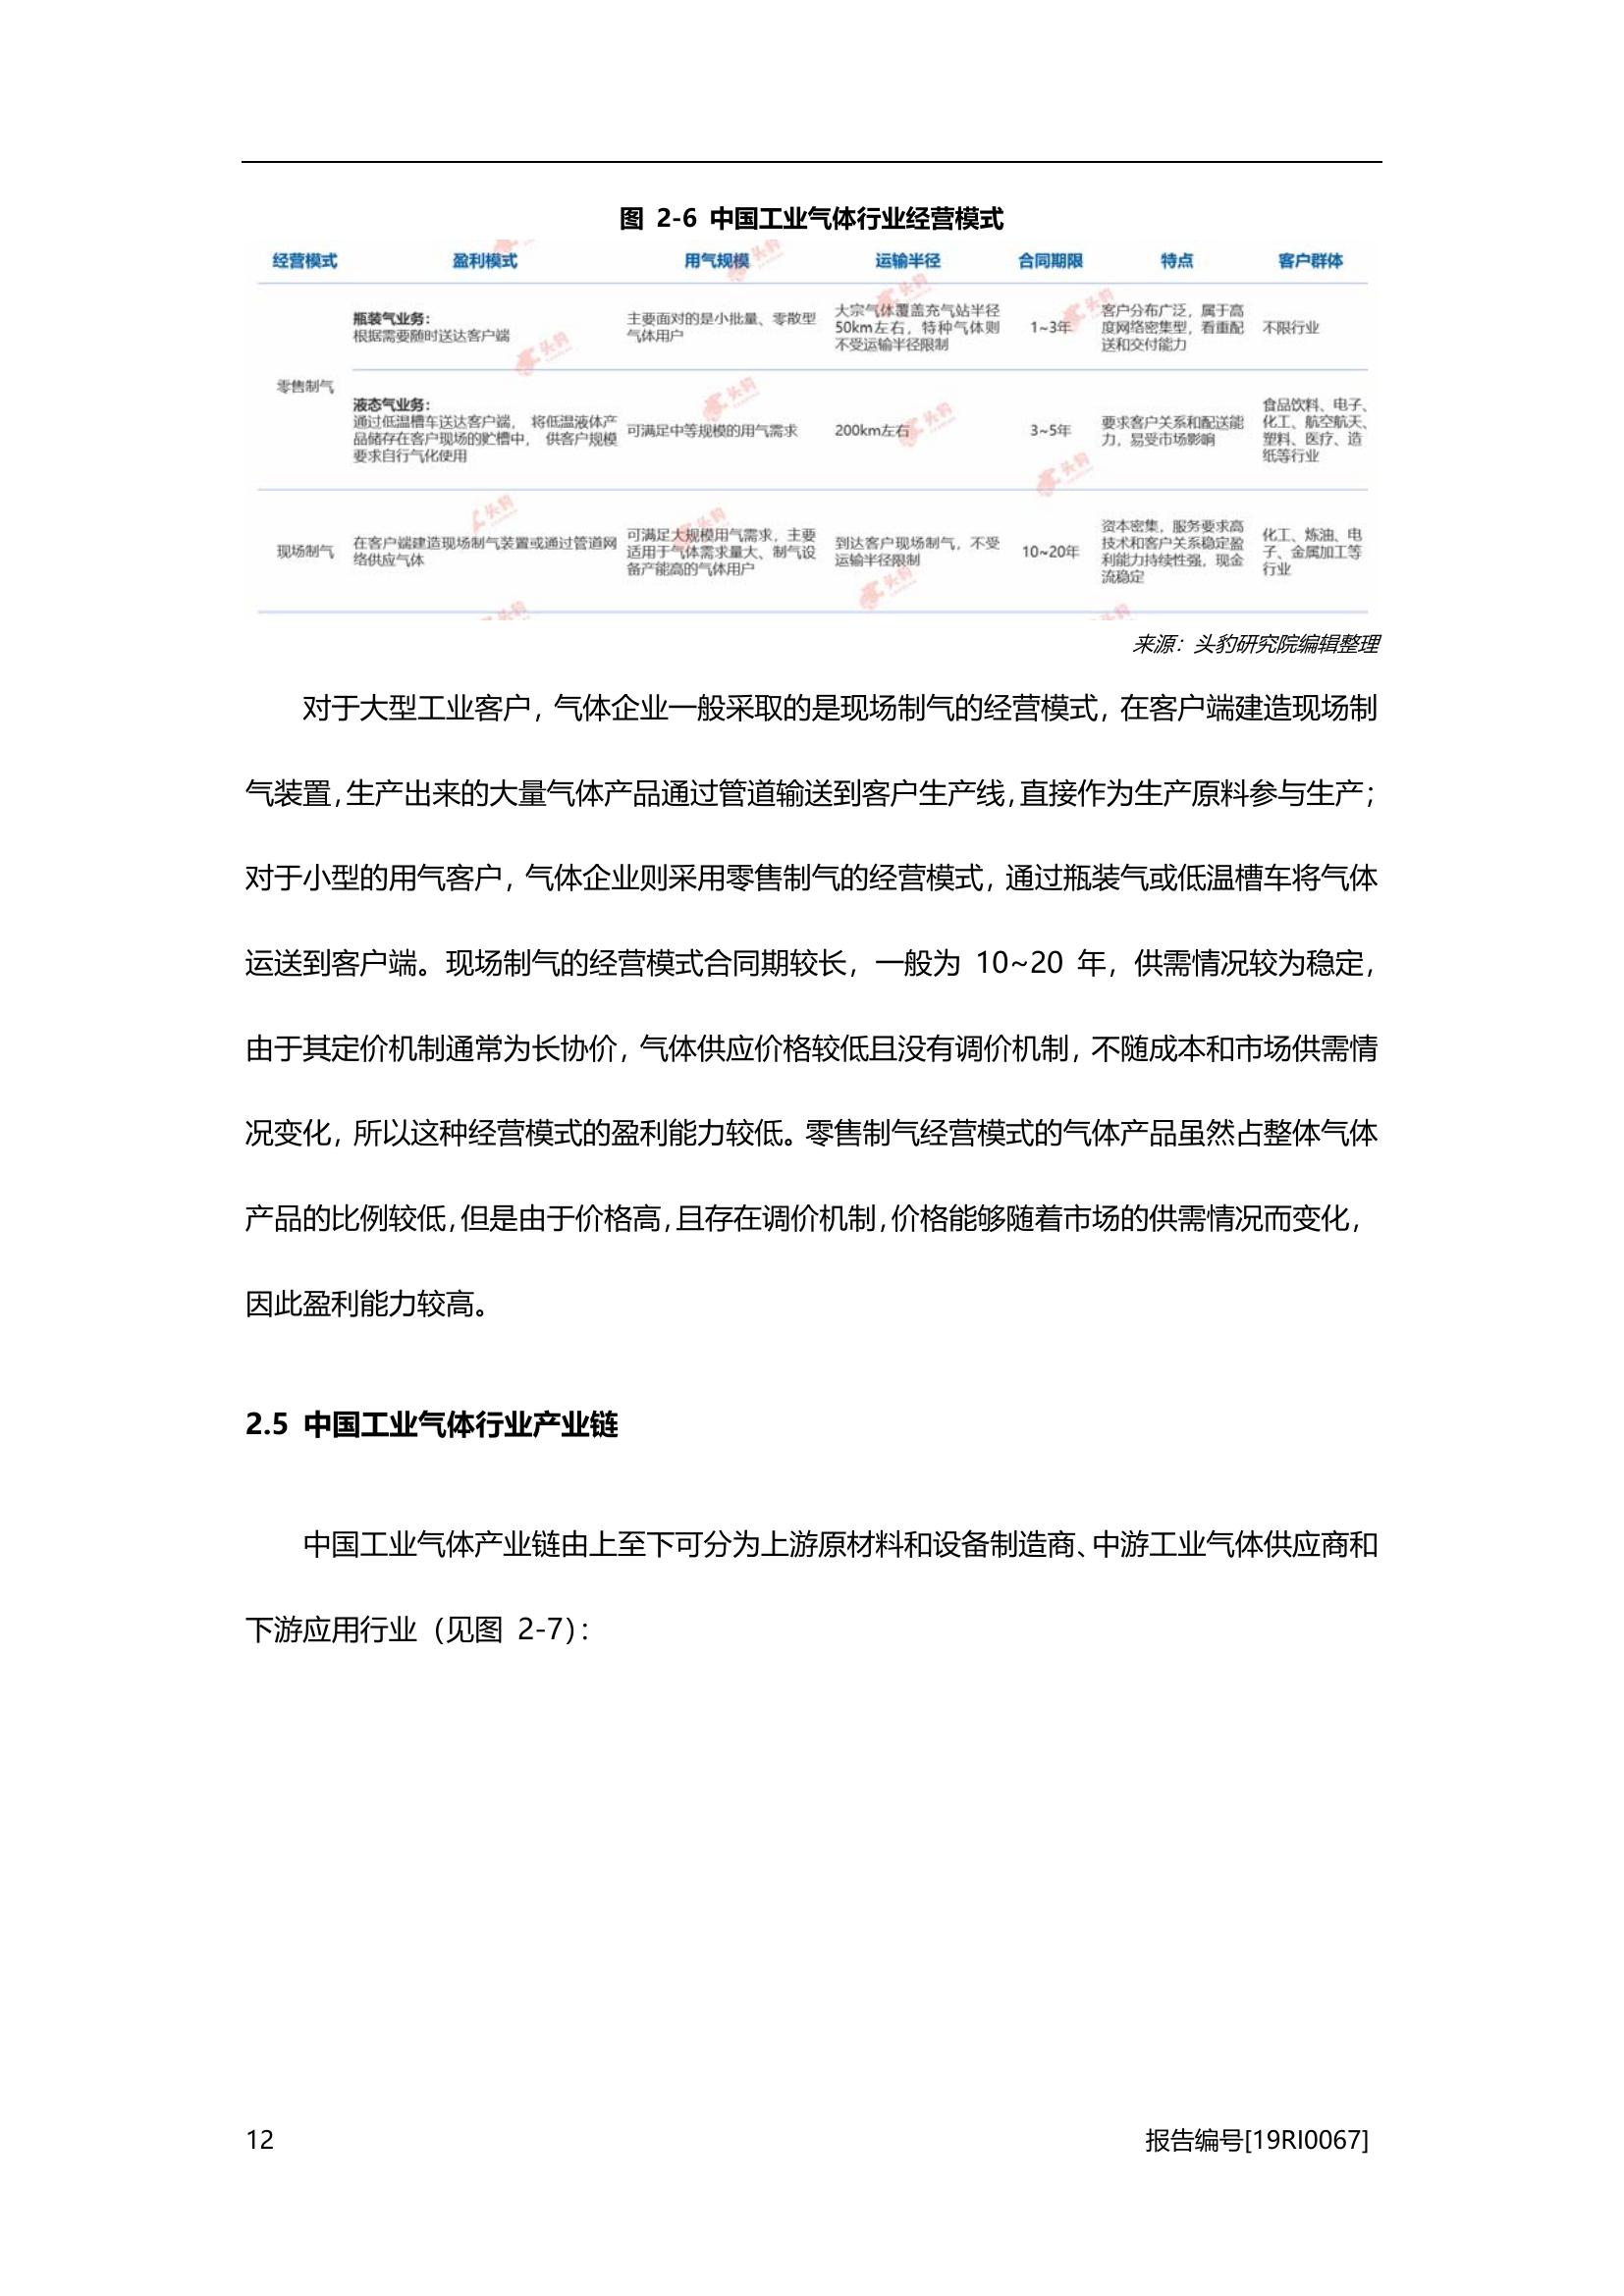 图 2-6 中国工业气体行业经营模式
经营模式 盈利模式 用气规模 运输半径 合同期限 特点 客户群体
零售制气
瓶装气业务：
根据需要随时送达客户端
主要面对的是小批量、零散型
气体用户
大宗气体覆盖充气站半径
50km左右，特种气体则
不受运输半径限制
1~3年
客户分布广泛，属于高
度网络密集型，看重配
送和交付能力
不限行业
液态气业务：
通过低温槽车送达客户端， 将低温液体产
品储存在客户现场的贮槽中， 供客户规模
要求自行气化使用
可满足中等规模的用气需求
200km左右
3~5年
要求客户关系和配送能
力，易受市场影响
食品饮料、电子、
化工、航空航天、
塑料、医疗、造
纸等行业
现场制气
在客户端建造现场制气装置或通过管道网
络供应气体
可满足大规模用气需求，主要
适用于气体需求量大、制气设
备产能高的气体用户
到达客户现场制气，不受
运输半径限制
10~20年
资本密集，服务要求高
技术和客户关系稳定盈
利能力持续性强，现金
流稳定
化工、炼油、电
子、金属加工等
行业
来源：头豹研究院编辑整理
对于大型工业客户，气体企业一般采取的是现场制气的经营模式，在客户端建造现场制
气装置，生产出来的大量气体产品通过管道输送到客户生产线，直接作为生产原料参与生产；
对于小型的用气客户，气体企业则采用零售制气的经营模式，通过瓶装气或低温槽车将气体
运送到客户端。现场制气的经营模式合同期较长，一般为 10~20 年，供需情况较为稳定，
由于其定价机制通常为长协价，气体供应价格较低且没有调价机制，不随成本和市场供需情
况变化，所以这种经营模式的盈利能力较低。零售制气经营模式的气体产品虽然占整体气体
产品的比例较低，但是由于价格高，且存在调价机制，价格能够随着市场的供需情况而变化，
因此盈利能力较高。
2.5 中国工业气体行业产业链
中国工业气体产业链由上至下可分为上游原材料和设备制造商、中游工业气体供应商和
下游应用行业（见图 2-7）：
12 报告编号[19RI0067]